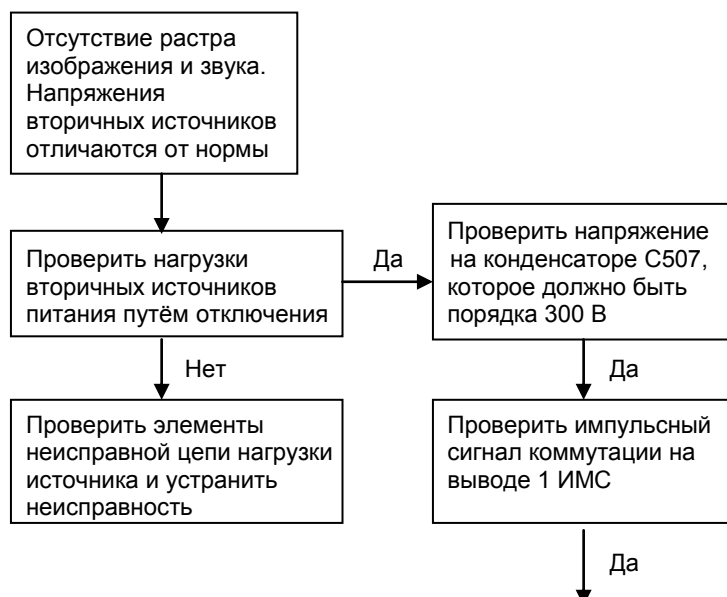 Отсутствие растра
изображения и звука.
Напряжения
вторичных источников
отличаются от нормы
Проверить нагрузки
вторичных источников
питания путём отключения
Да
Проверить напряжение
на конденсаторе С507,
которое должно быть
порядка 300 В
Нет
Да
Проверить элементы
неисправной цепи нагрузки
источника и устранить
неисправность
Проверить импульсный
сигнал коммутации на
выводе 1 ИМС
Да